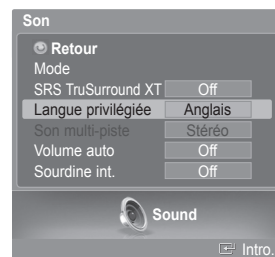 Son
Retour
Mode
SRS TruSurround XT Off
Langue privilégiée Anglais
Son multi-piste Stéréo
Volume auto Off
Sourdine int. Off
Sound
Intro.